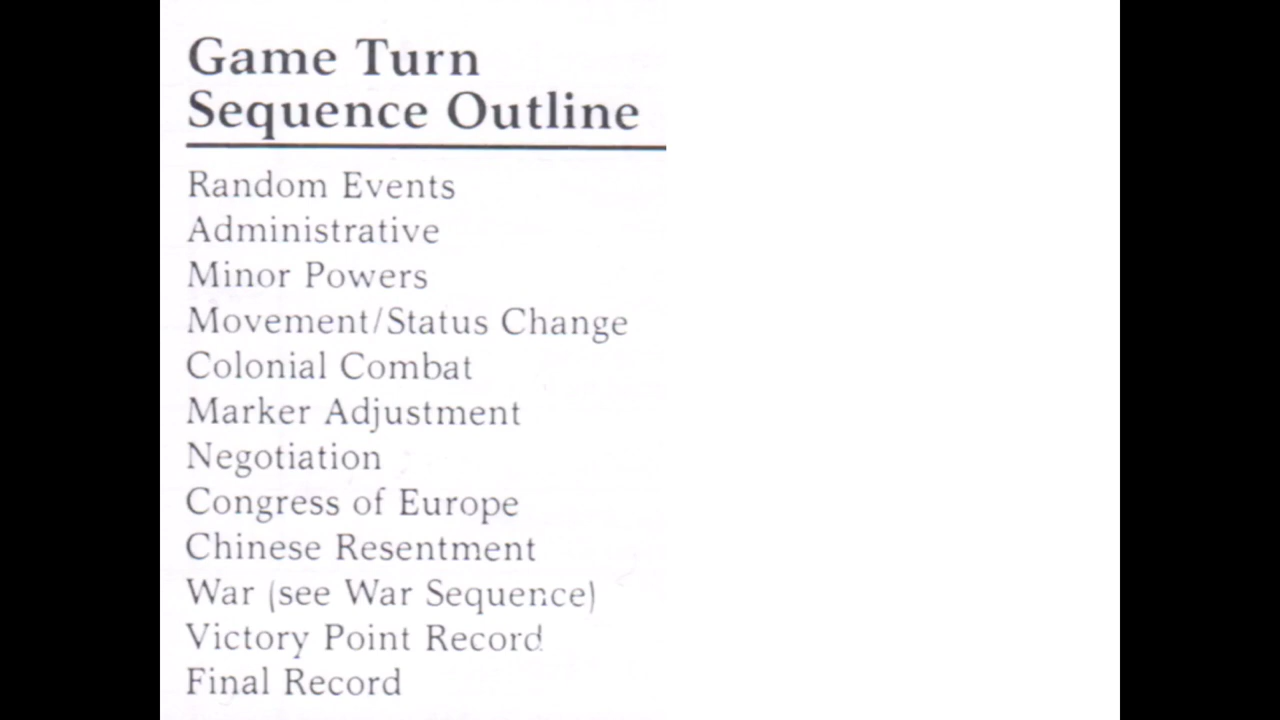 Game Turn
Sequence Outline
Random Events
Administrative
Minor Powers
Movement/Status Change
Colonial Combat
Marker Adjustment
Negotiation
Congress of Europe
Chinese Resentment
War (see War Sequence)
Victory Point Record
Final Record